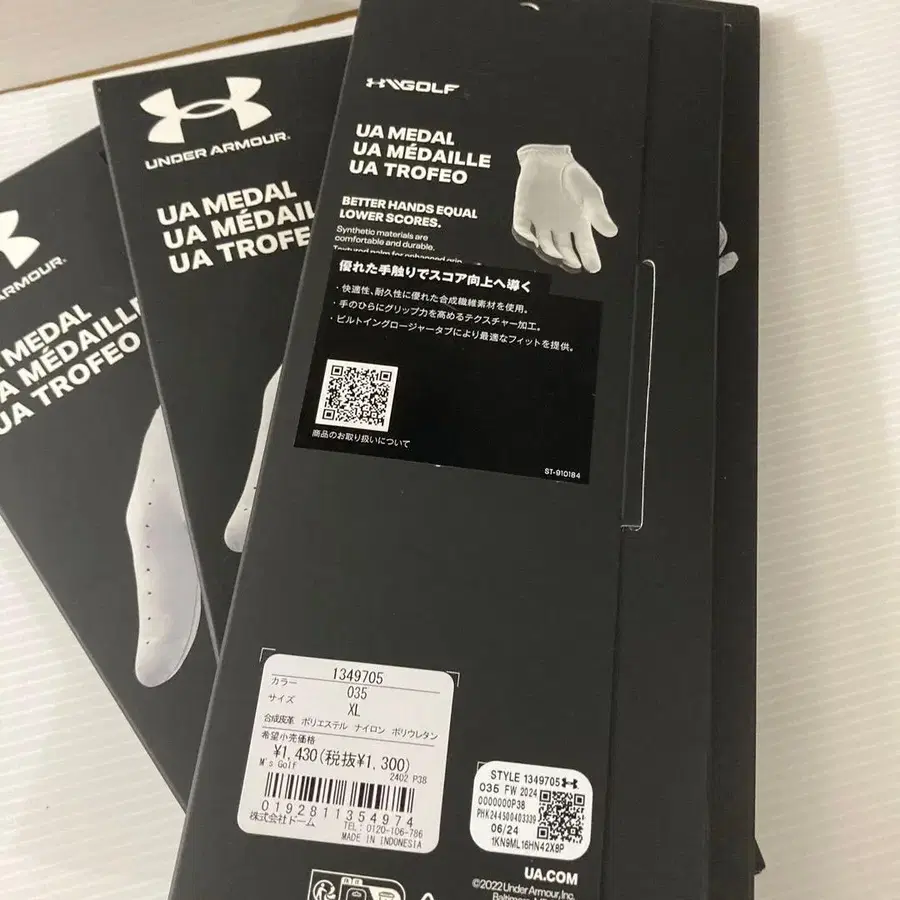 ARMOUR.
MEDAL
UA MÉDAILL
UA TROFEO
UNDER ARMOUR.
UA MEDAL
UA MÉDAIL
UA TROFE
GOLF
UA MEDAL
UA MÉDAILLE
UA TROFEO
BETTER HANDS EQUAL
LOWER SCORES.
Synthetic materials are
comfortable and durable.
Textured palm for enhanced grip
優れた手触りでスコア向上へ導く
・快適性、耐久性に優れた合成繊維素材を使用。
・手のひらにグリップ力を高めるテクスチャー加工。
・ビルトイングロージャータブにより最適なフィットを提供。
商品のお取り扱いについて
ST-910184
1349705
カラー 035
サイズ XL
合成皮革 ポリエステル ナイロン ポリウレタン
希望小売価格
¥1,430(税抜¥1,300)
M's Golf 2402 P38
0192811354974
株式会社ドーム TEL: 0120-106-786
MADE IN INDONESIA
STYLE 1349705
035 FW 2024
0000000P38
PHK244500403339
06/24
1KN9ML16HN42X8P
UA.COM
©2022 Under Armour, Inc.